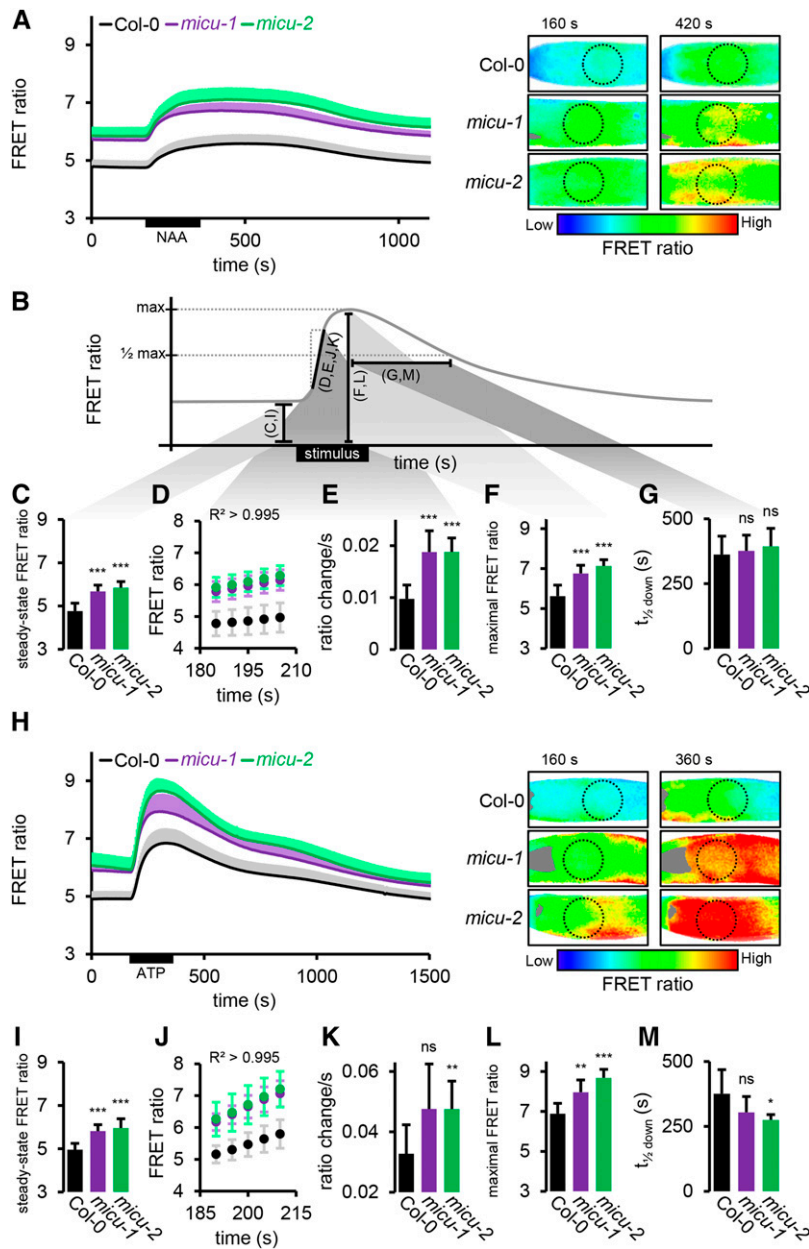 A
Col-0 micu-1 micu-2
FRET ratio
9
7
5
3
0 500 1000
NAA
time (s)
160 s 420 s
Col-0
micu-1
micu-2
Low High
FRET ratio
B
FRET ratio
max
½ max
(C,I)
(D,E,J,K)
(F,L)
(G,M)
stimulus
time (s)
C
steady-state FRET ratio
9
7
5
3
*** ***
Col-0 micu-1 micu-2
D
R² > 0.995
FRET ratio
8
7
6
5
4
180 195 210
time (s)
E
ratio change/s
0.02
0.01
0
*** ***
Col-0 micu-1 micu-2
F
maximal FRET ratio
9
7
5
3
*** ***
Col-0 micu-1 micu-2
G
t½ down (s)
500
250
0
ns ns
Col-0 micu-1 micu-2
H
Col-0 micu-1 micu-2
FRET ratio
9
7
5
3
0 500 1000 1500
ATP
time (s)
160 s 360 s
Col-0
micu-1
micu-2
Low High
FRET ratio
I
steady-state FRET ratio
9
7
5
3
*** ***
Col-0 micu-1 micu-2
J
R² > 0.995
FRET ratio
8
7
6
5
4
185 200 215
time (s)
K
ratio change/s
0.06
0.04
0.02
ns **
Col-0 micu-1 micu-2
L
maximal FRET ratio
9
7
5
3
** ***
Col-0 micu-1 micu-2
M
t½ down (s)
500
250
0
ns *
Col-0 micu-1 micu-2